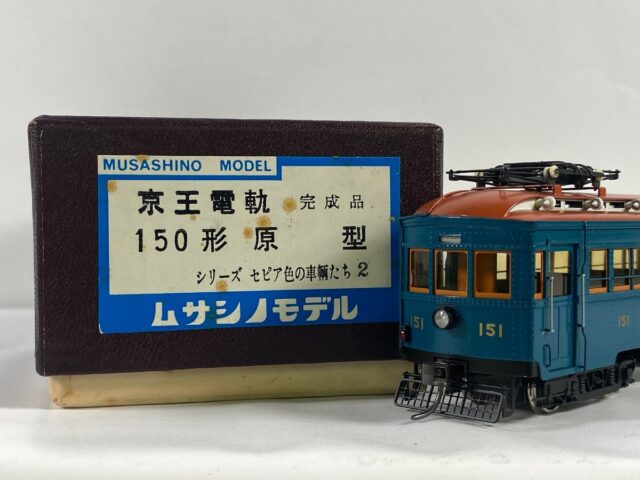 MUSASHINO MODEL
京王電軌 完成品
150形原 型
シリーズ セピア色の車輌たち 2
ムサシノモデル
151 151 151